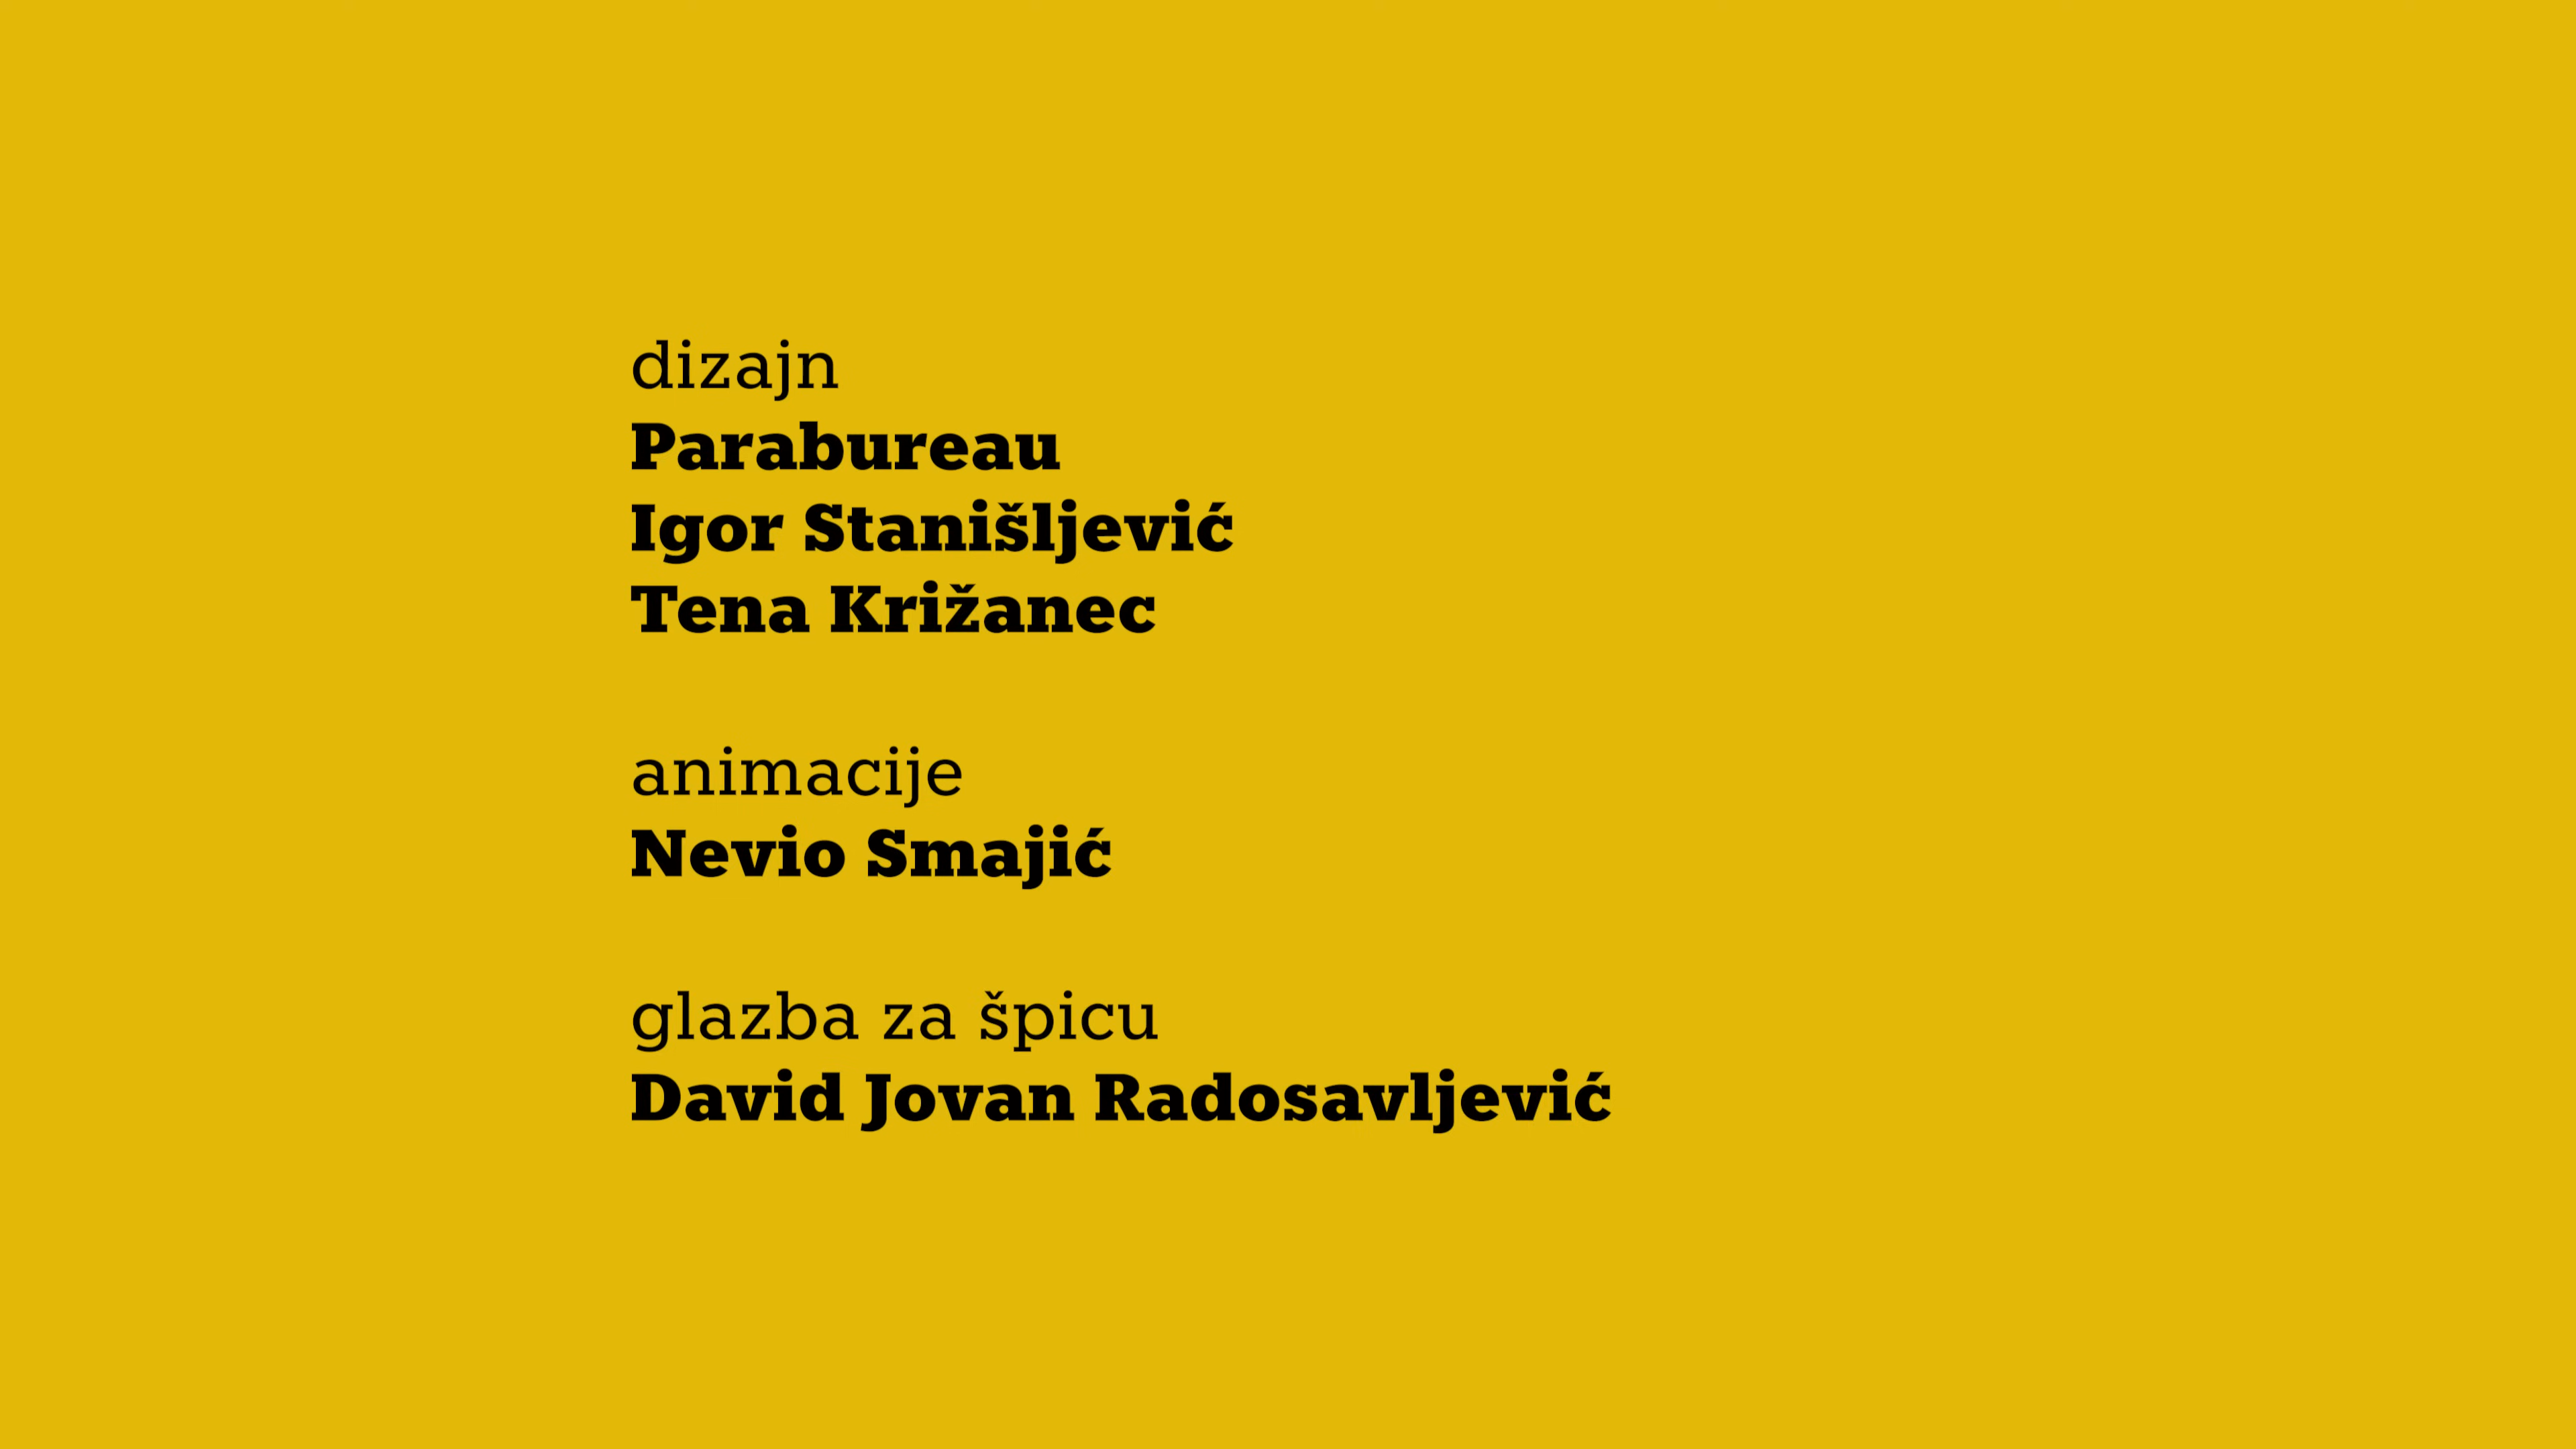 dizajn
Parabureau
Igor Stanišljević
Tena Križanec
animacije
Nevio Smajić
glazba za špicu
David Jovan Radosavljević